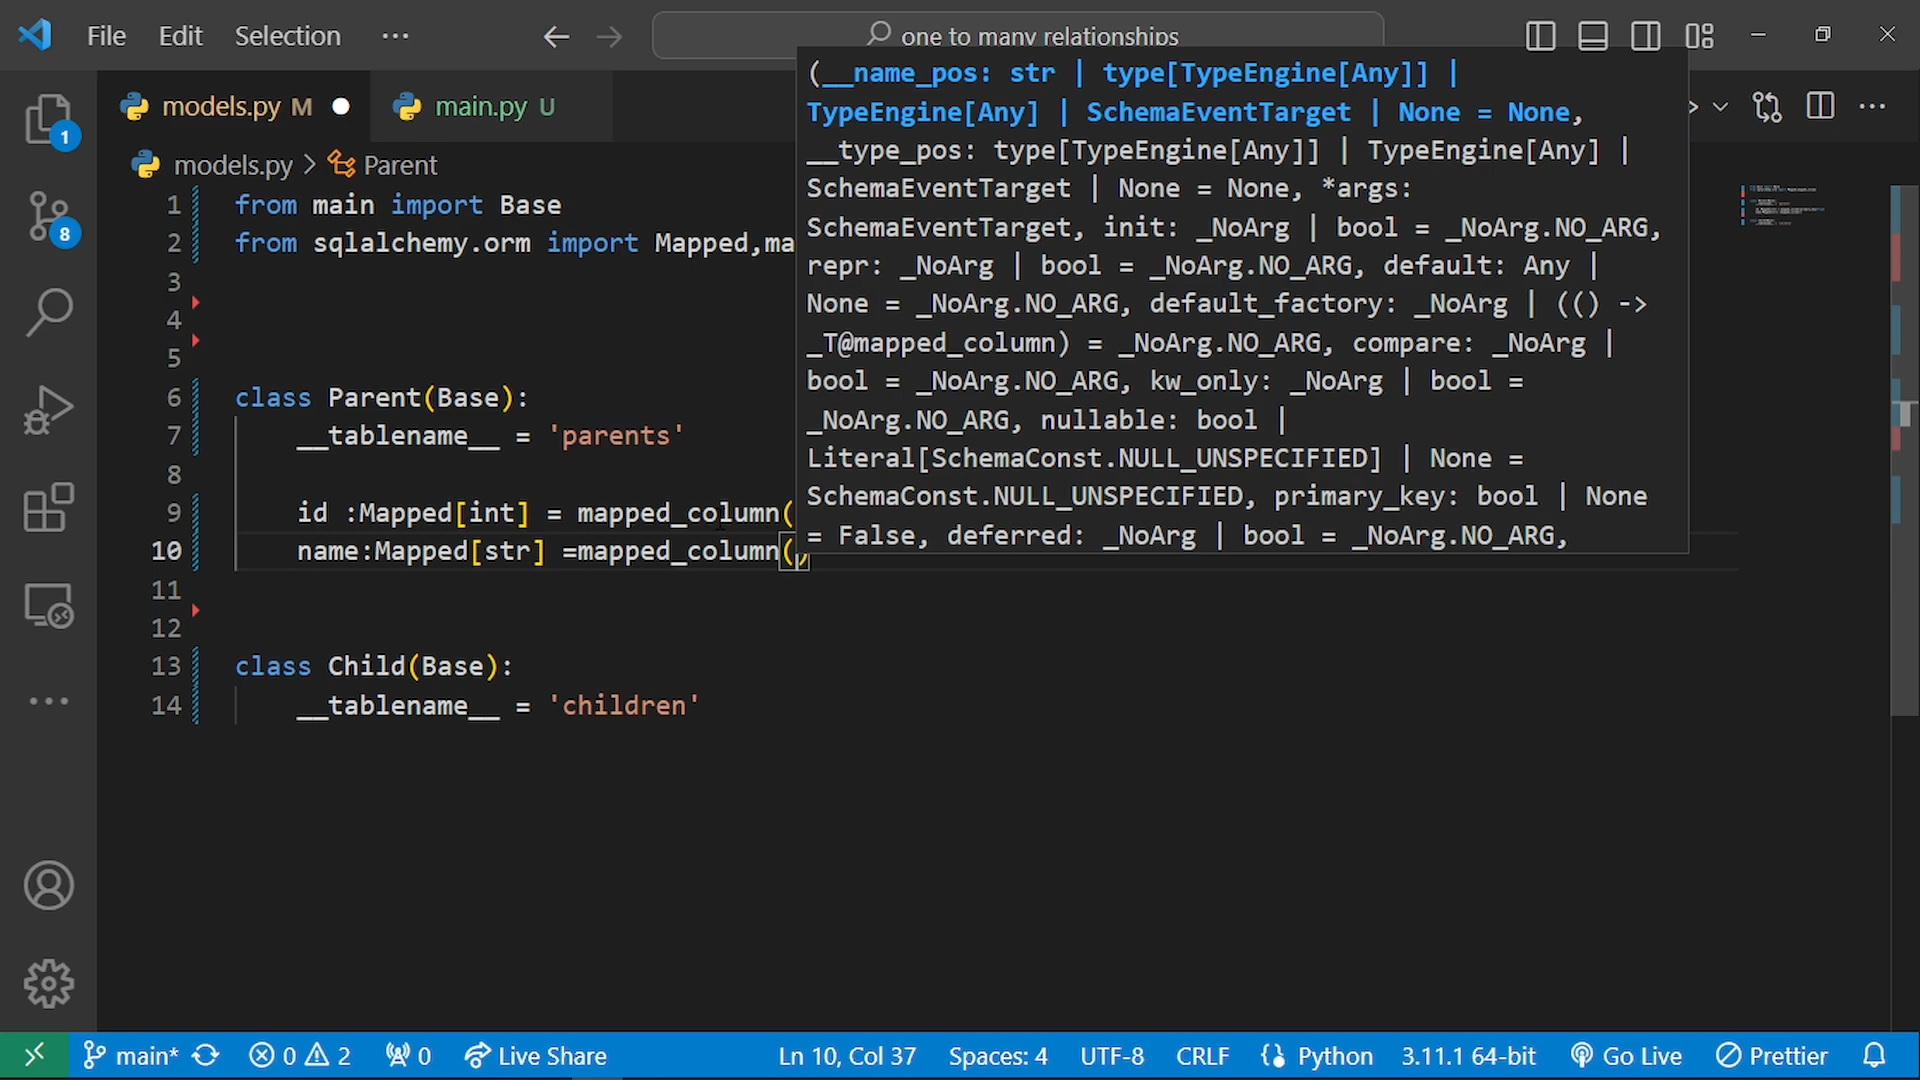 File Edit Selection ···
one to many relationships
models.py M
main.py U
models.py > Parent
1 from main import Base
2 from sqlalchemy.orm import Mapped,ma
3
4
5
6 class Parent(Base):
7 __tablename__ = 'parents'
8
9 id :Mapped[int] = mapped_column(
10 name:Mapped[str] =mapped_column()
11
12
13 class Child(Base):
14 __tablename__ = 'children'
(__name_pos: str | type[TypeEngine[Any]] |
TypeEngine[Any] | SchemaEventTarget | None = None,
__type_pos: type[TypeEngine[Any]] | TypeEngine[Any] |
SchemaEventTarget | None = None, *args:
SchemaEventTarget, init: _NoArg | bool = _NoArg.NO_ARG,
repr: _NoArg | bool = _NoArg.NO_ARG, default: Any |
None = _NoArg.NO_ARG, default_factory: _NoArg | (() ->
_T@mapped_column) = _NoArg.NO_ARG, compare: _NoArg |
bool = _NoArg.NO_ARG, kw_only: _NoArg | bool =
_NoArg.NO_ARG, nullable: bool |
Literal[SchemaConst.NULL_UNSPECIFIED] | None =
SchemaConst.NULL_UNSPECIFIED, primary_key: bool | None
= False, deferred: _NoArg | bool = _NoArg.NO_ARG,
1
8
main* 0 2 0 Live Share Ln 10, Col 37 Spaces: 4 UTF-8 CRLF Python 3.11.1 64-bit Go Live Prettier